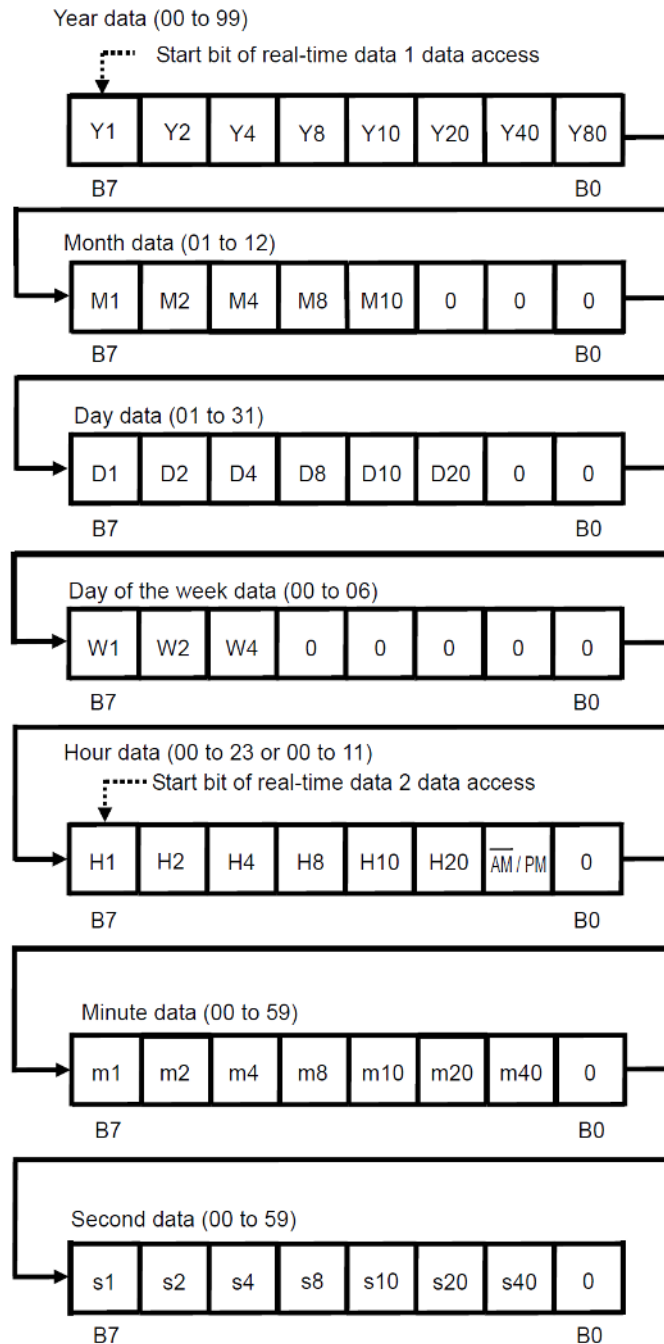 Year data (00 to 99)
Start bit of real-time data 1 data access
Y1 Y2 Y4 Y8 Y10 Y20 Y40 Y80
B7 B0
Month data (01 to 12)
M1 M2 M4 M8 M10 0 0 0
B7 B0
Day data (01 to 31)
D1 D2 D4 D8 D10 D20 0 0
B7 B0
Day of the week data (00 to 06)
W1 W2 W4 0 0 0 0 0
B7 B0
Hour data (00 to 23 or 00 to 11)
Start bit of real-time data 2 data access
H1 H2 H4 H8 H10 H20 A̅M̅ / PM 0
B7 B0
Minute data (00 to 59)
m1 m2 m4 m8 m10 m20 m40 0
B7 B0
Second data (00 to 59)
s1 s2 s4 s8 s10 s20 s40 0
B7 B0